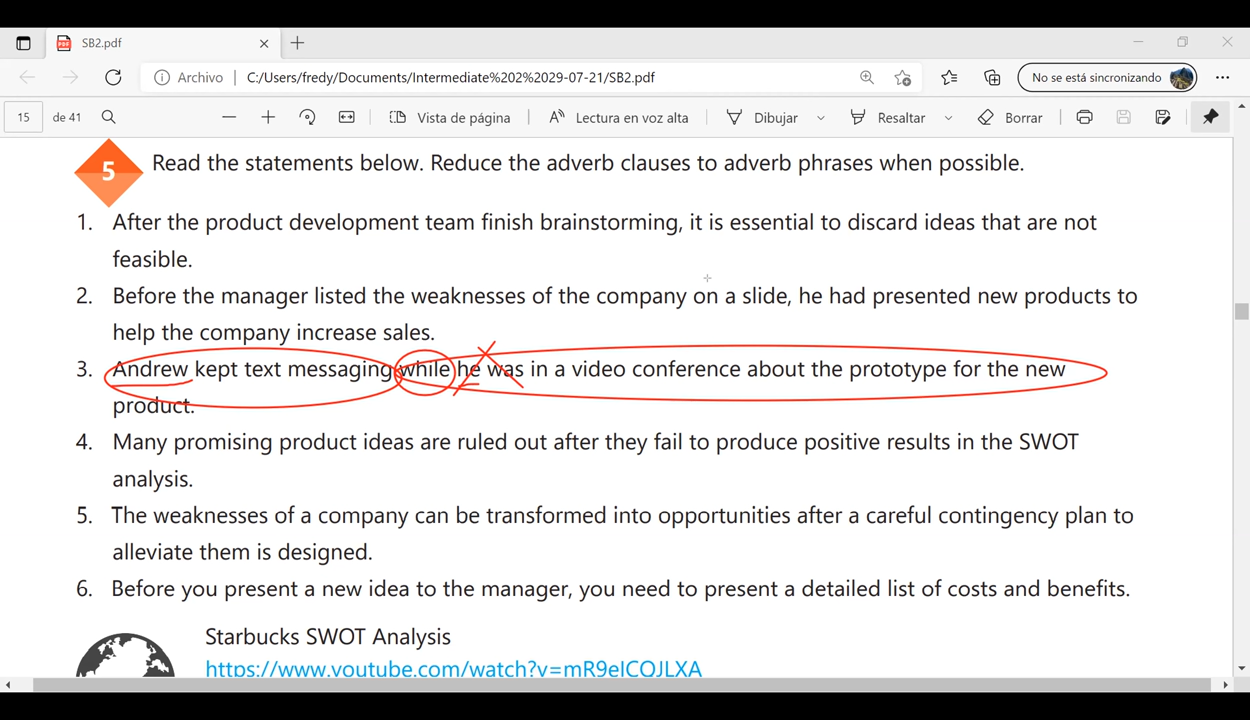 SB2.pdf
Archivo | C:/Users/fredy/Documents/Intermediate%202%2029-07-21/SB2.pdf No se está sincronizando
15 de 41 Vista de página Lectura en voz alta Dibujar Resaltar Borrar
5 Read the statements below. Reduce the adverb clauses to adverb phrases when possible.
1. After the product development team finish brainstorming, it is essential to discard ideas that are not
feasible.
2. Before the manager listed the weaknesses of the company on a slide, he had presented new products to
help the company increase sales.
3. Andrew kept text messaging while he was in a video conference about the prototype for the new
product.
4. Many promising product ideas are ruled out after they fail to produce positive results in the SWOT
analysis.
5. The weaknesses of a company can be transformed into opportunities after a careful contingency plan to
alleviate them is designed.
6. Before you present a new idea to the manager, you need to present a detailed list of costs and benefits.
Starbucks SWOT Analysis
https://www.youtube.com/watch?v=mR9eICQJLXA